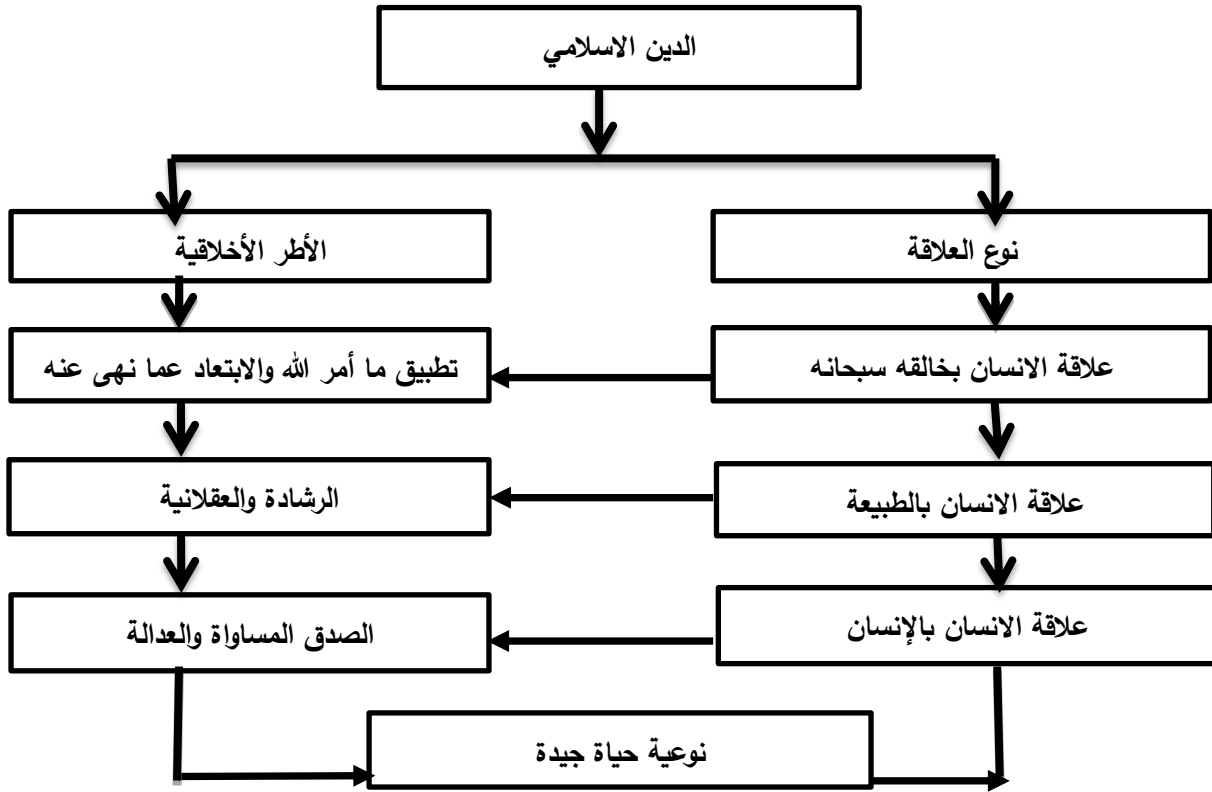 الدين الاسلامي
نوع العلاقة
الأطر الأخلاقية
علاقة الانسان بخالقه سبحانه
تطبيق ما أمر الله والابتعاد عما نهى عنه
علاقة الانسان بالطبيعة
الرشادة والعقلانية
علاقة الانسان بالإنسان
الصدق المساواة والعدالة
نوعية حياة جيدة